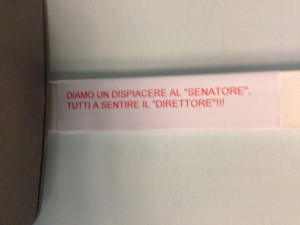 DIAMO UN DISPIACERE AL "SENATORE",
TUTTI A SENTIRE IL "DIRETTORE"!!!